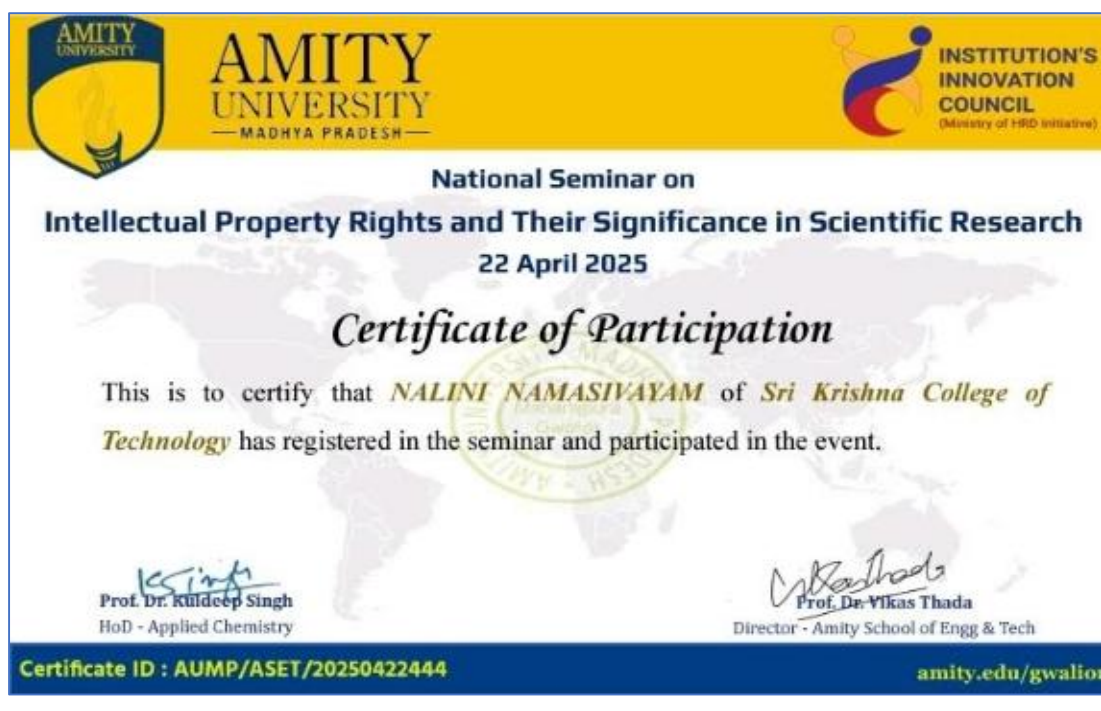 AMITY
UNIVERSITY
AMITY
UNIVERSITY
MADHYA PRADESH
INSTITUTION'S
INNOVATION
COUNCIL
(Ministry of HRD Initiative)
National Seminar on
Intellectual Property Rights and Their Significance in Scientific Research
22 April 2025
Certificate of Participation
This is to certify that NALINI NAMASIVAYAM of Sri Krishna College of
Technology has registered in the seminar and participated in the event.
Prof. Dr. Kuldeep Singh
HoD - Applied Chemistry
Prof. Dr. Vikas Thada
Director - Amity School of Engg & Tech
Certificate ID : AUMP/ASET/20250422444
amity.edu/gwalior